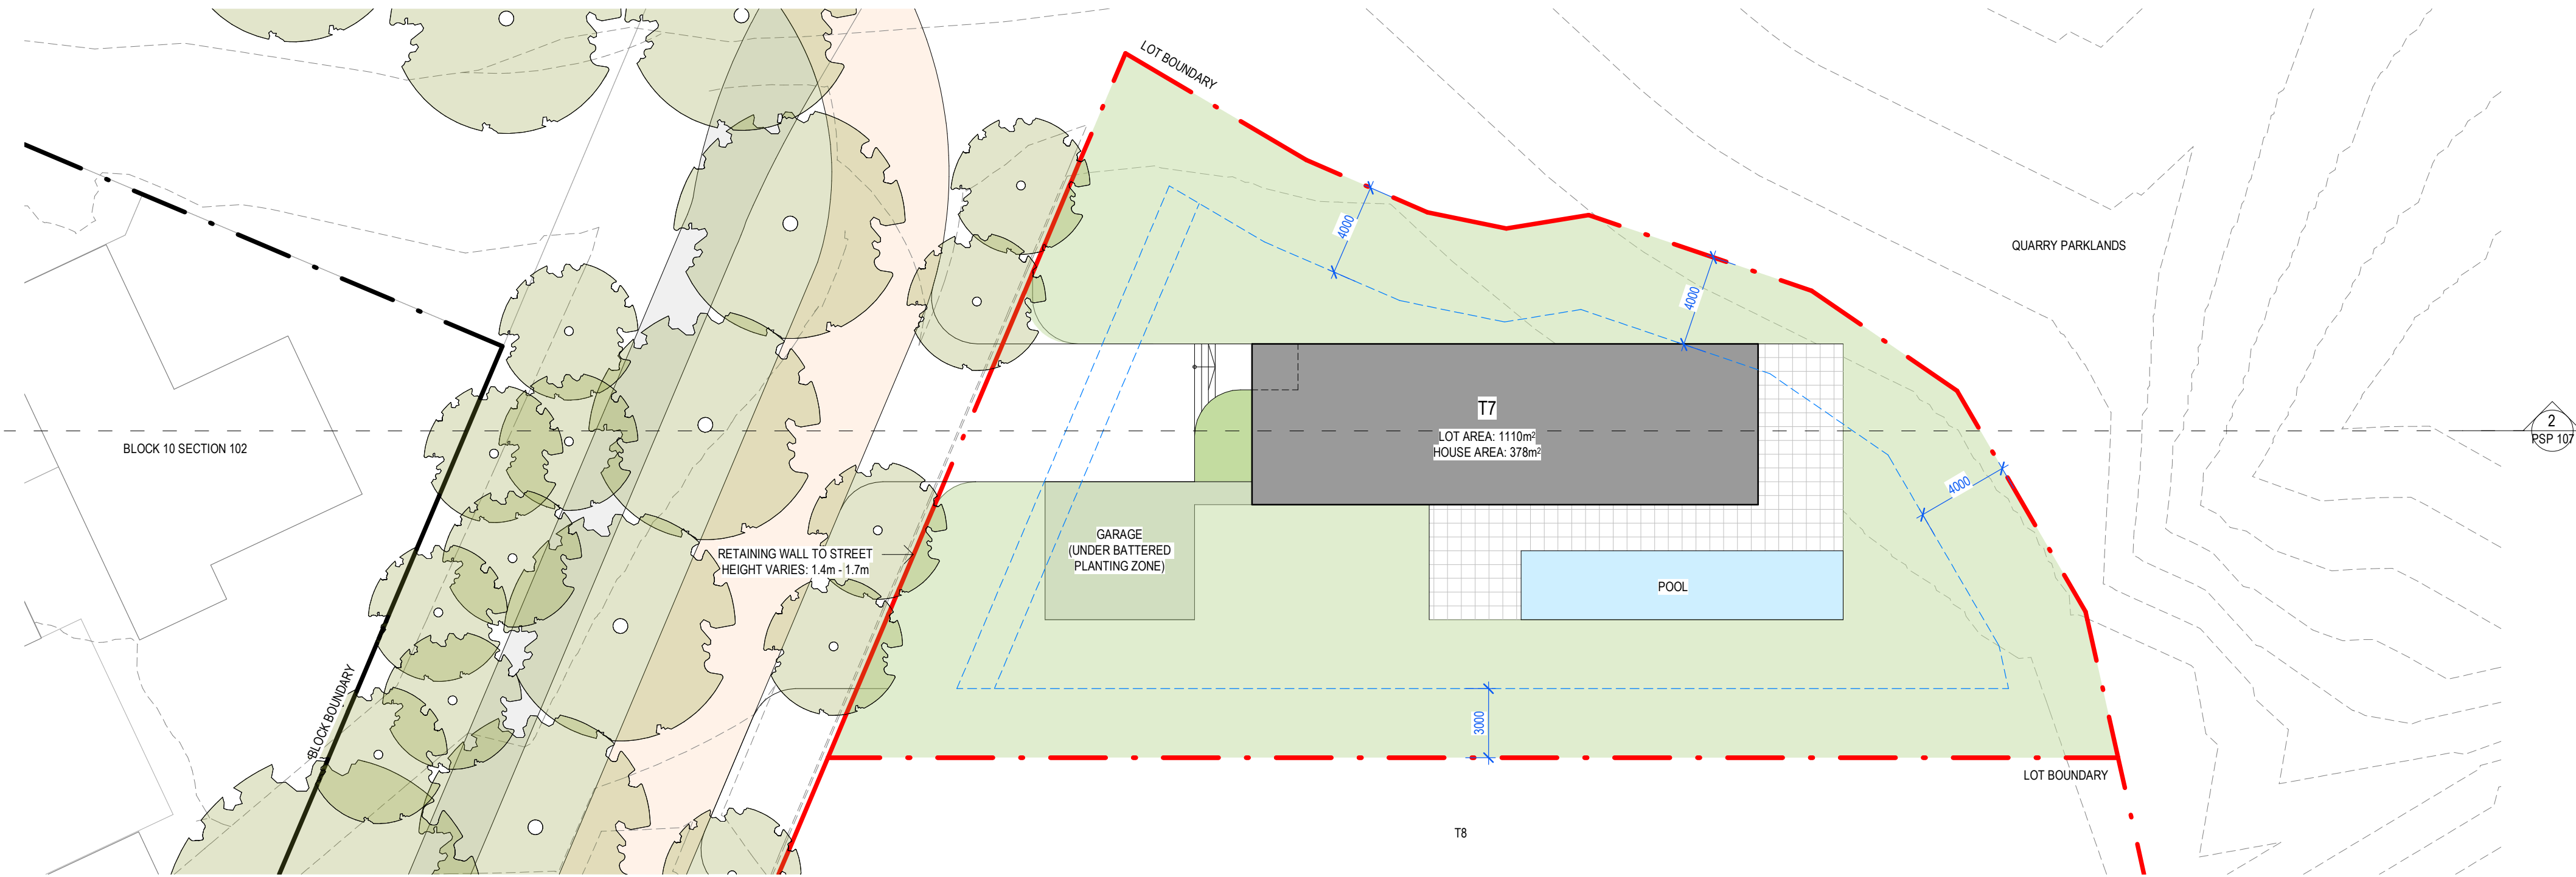 LOT BOUNDARY
4000
QUARRY PARKLANDS
4000
T7
LOT AREA: 1110m²
HOUSE AREA: 378m²
2
PSP 107
BLOCK 10 SECTION 102
4000
GARAGE
(UNDER BATTERED
PLANTING ZONE)
RETAINING WALL TO STREET
HEIGHT VARIES: 1.4m - 1.7m
POOL
BLOCK BOUNDARY
3000
LOT BOUNDARY
T8